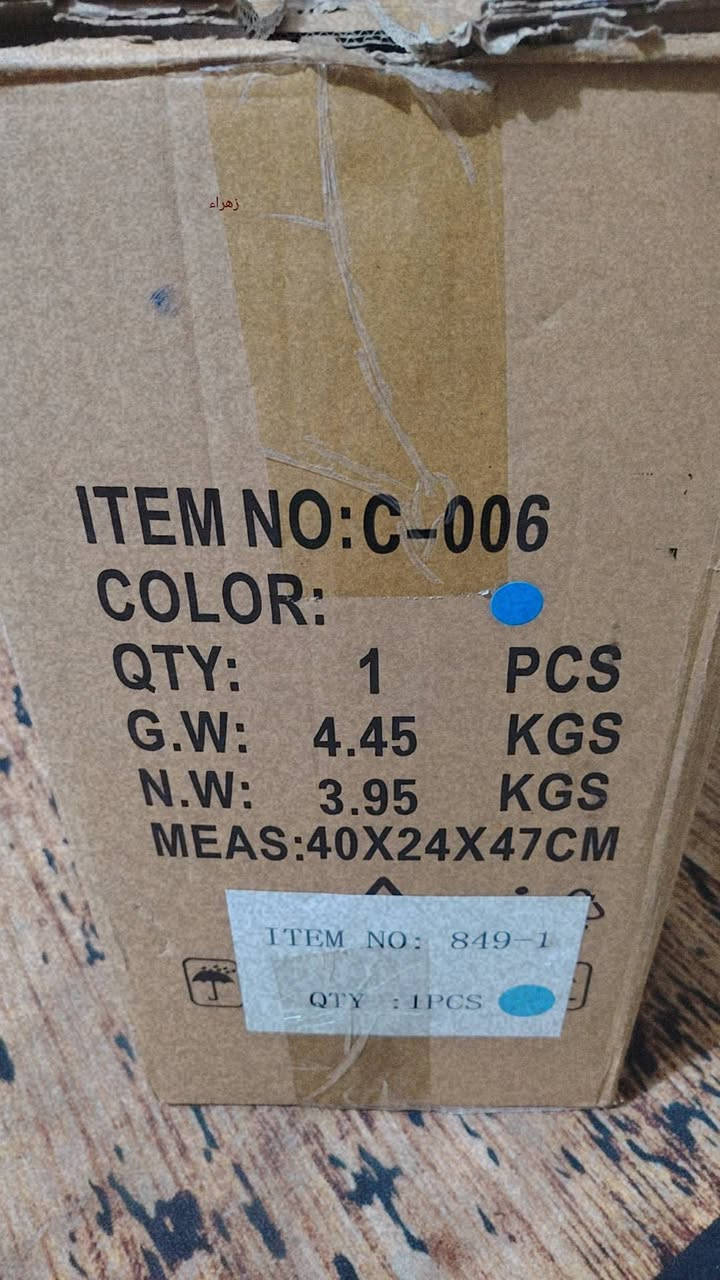 زهراء
ITEM NO:C-006
COLOR:
QTY: 1 PCS
G.W: 4.45 KGS
N.W: 3.95 KGS
MEAS:40X24X47CM
ITEM NO: 849-1
QTY :1PCS